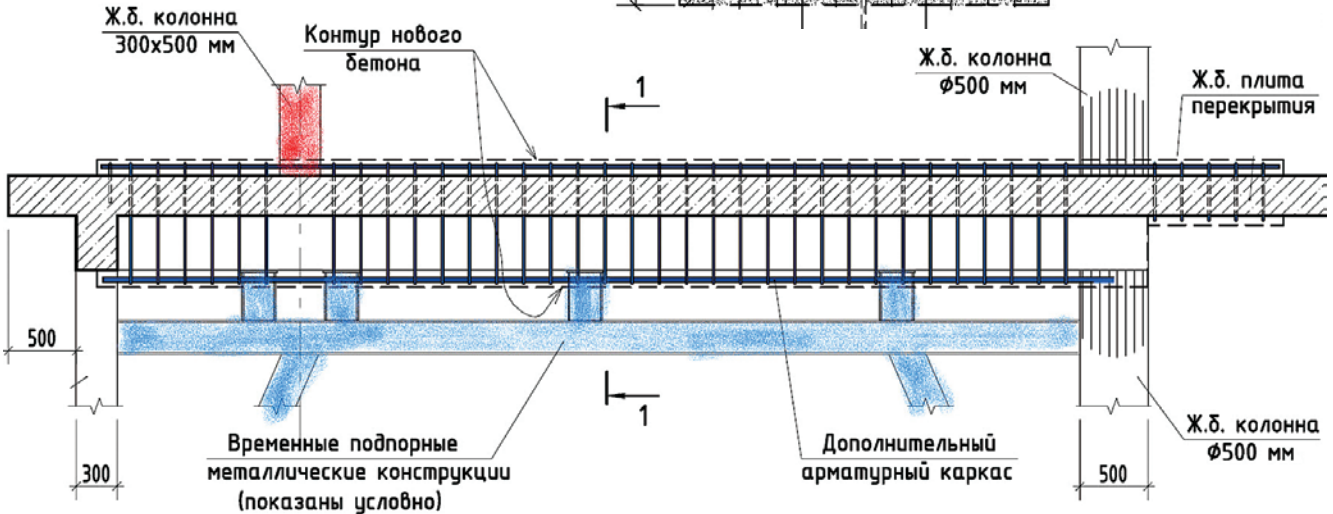 Ж.б. колонна
300х500 мм
Контур нового
бетона
1
Ж.б. колонна
Ø500 мм
Ж.б. плита
перекрытия
500
300
Временные подпорные
металлические конструкции
(показаны условно)
1
Дополнительный
арматурный каркас
Ж.б. колонна
Ø500 мм
500